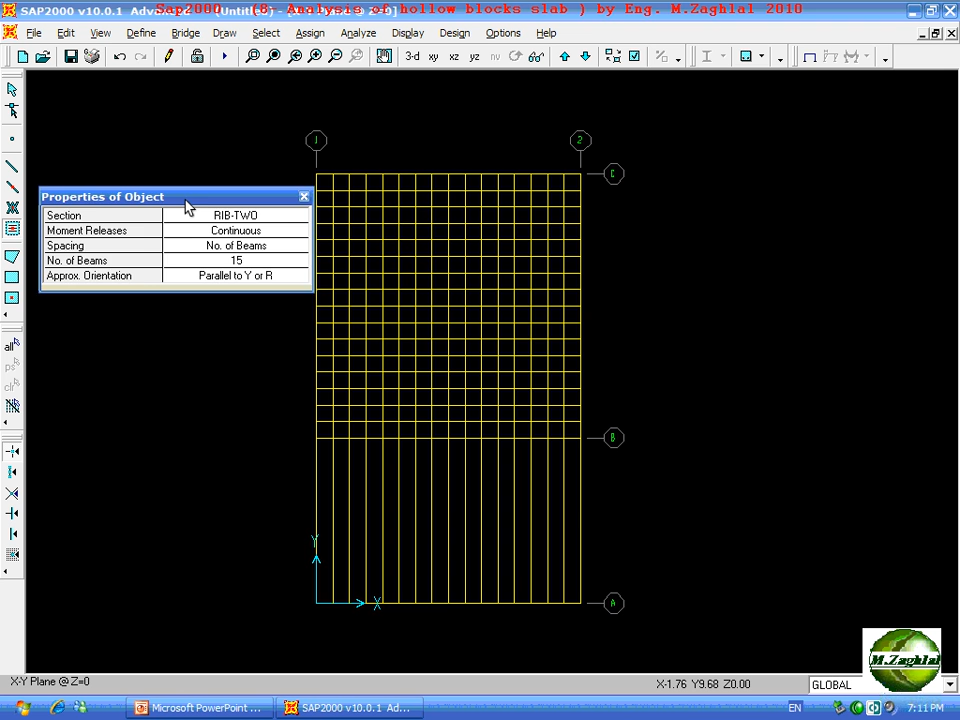 SAP2000 v10.0.1 Advanced - (Untitled)
Sap2000 (8- Analysis of hollow blocks slab ) by Eng. M.Zaghlal 2010
File Edit View Define Bridge Draw Select Assign Analyze Display Design Options Help
3-d xy xz yz nv
1 2
C
Properties of Object
Section RIB-TWO
Moment Releases Continuous
Spacing No. of Beams
No. of Beams 15
Approx. Orientation Parallel to Y or R
all
ps
clr
B
Y
X
A
M.Zaghlal
X-Y Plane @ Z=0
X-1.76 Y9.68 Z0.00
GLOBAL
Microsoft PowerPoint ...
SAP2000 v10.0.1 Ad...
EN
7:11 PM